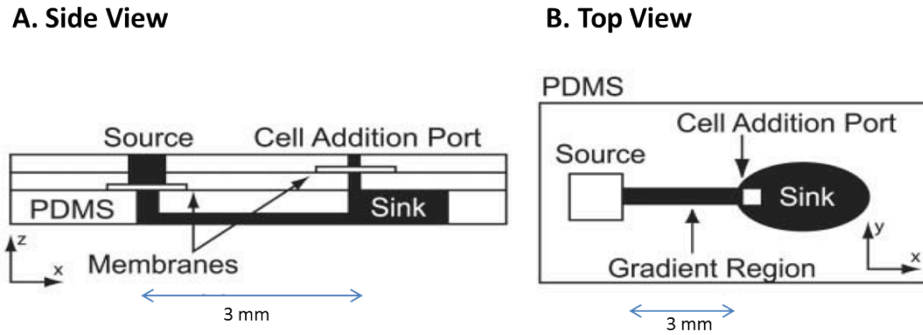 A. Side View
Source
Cell Addition Port
PDMS
Sink
z
x
Membranes
3 mm
B. Top View
PDMS
Cell Addition Port
Source
Sink
y
x
Gradient Region
3 mm